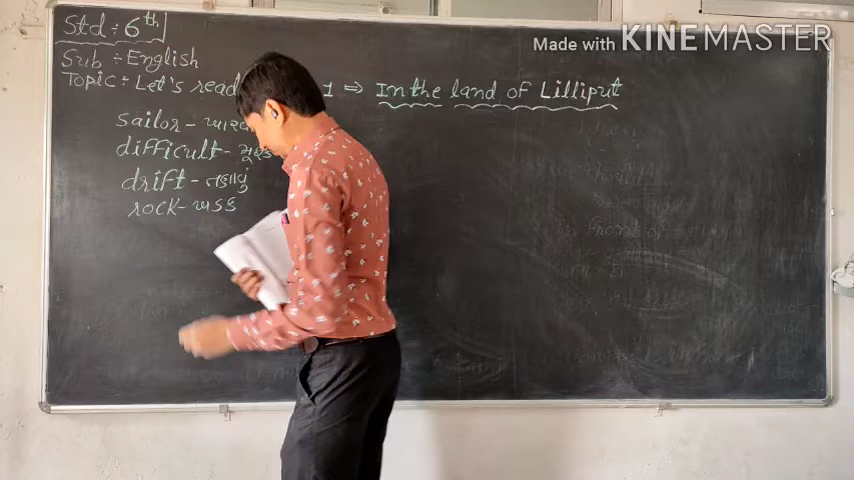 Made with KINEMASTER
Std ÷ 6th
Sub ÷ English
Topic ÷ Let's read 1 ⇒ In the land of Lilliput
sailor -
difficult -
drift - તણાવું
rock - ખડક